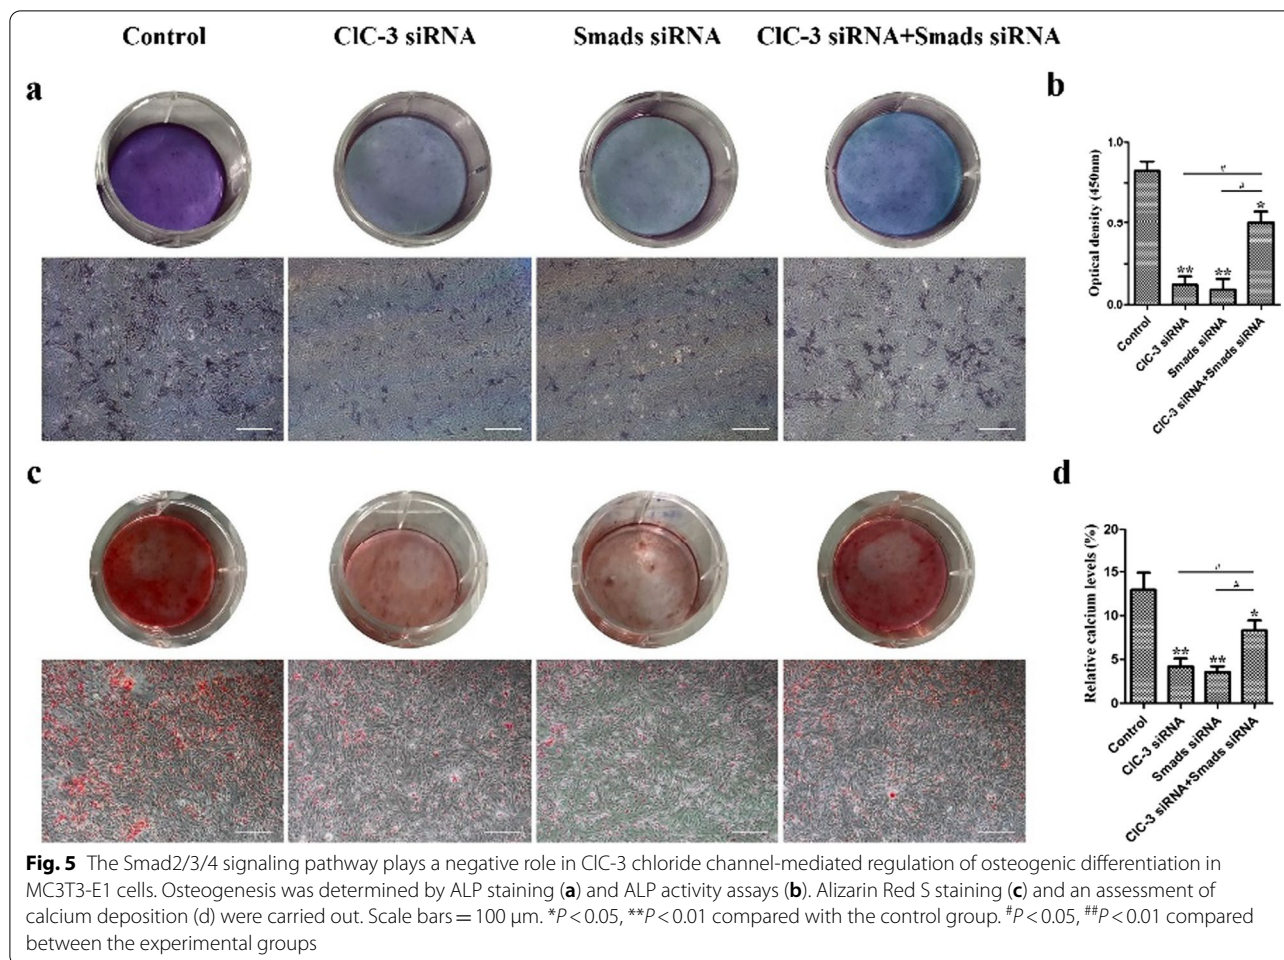 Control ClC-3 siRNA Smads siRNA ClC-3 siRNA+Smads siRNA
a
b
Optical density (450nm)
1.0
0.5
0.0
#
#
*
**
**
Control
ClC-3 siRNA
Smads siRNA
ClC-3 siRNA+Smads siRNA
c
d
Relative calcium levels (%)
20
15
10
5
0
#
#
*
**
**
Control
ClC-3 siRNA
Smads siRNA
ClC-3 siRNA+Smads siRNA
Fig. 5 The Smad2/3/4 signaling pathway plays a negative role in ClC-3 chloride channel-mediated regulation of osteogenic differentiation in
MC3T3-E1 cells. Osteogenesis was determined by ALP staining (a) and ALP activity assays (b). Alizarin Red S staining (c) and an assessment of
calcium deposition (d) were carried out. Scale bars = 100 μm. *P < 0.05, **P < 0.01 compared with the control group. #P < 0.05, ##P < 0.01 compared
between the experimental groups